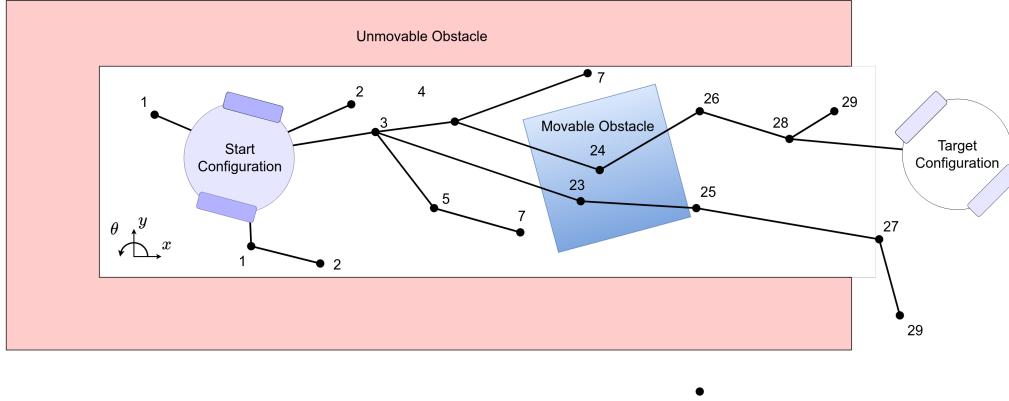 Unmovable Obstacle
1
2
4
7
26
29
3
Movable Obstacle
28
Start
Configuration
24
Target
Configuration
23
5
7
25
27
θ
y
x
1
2
29